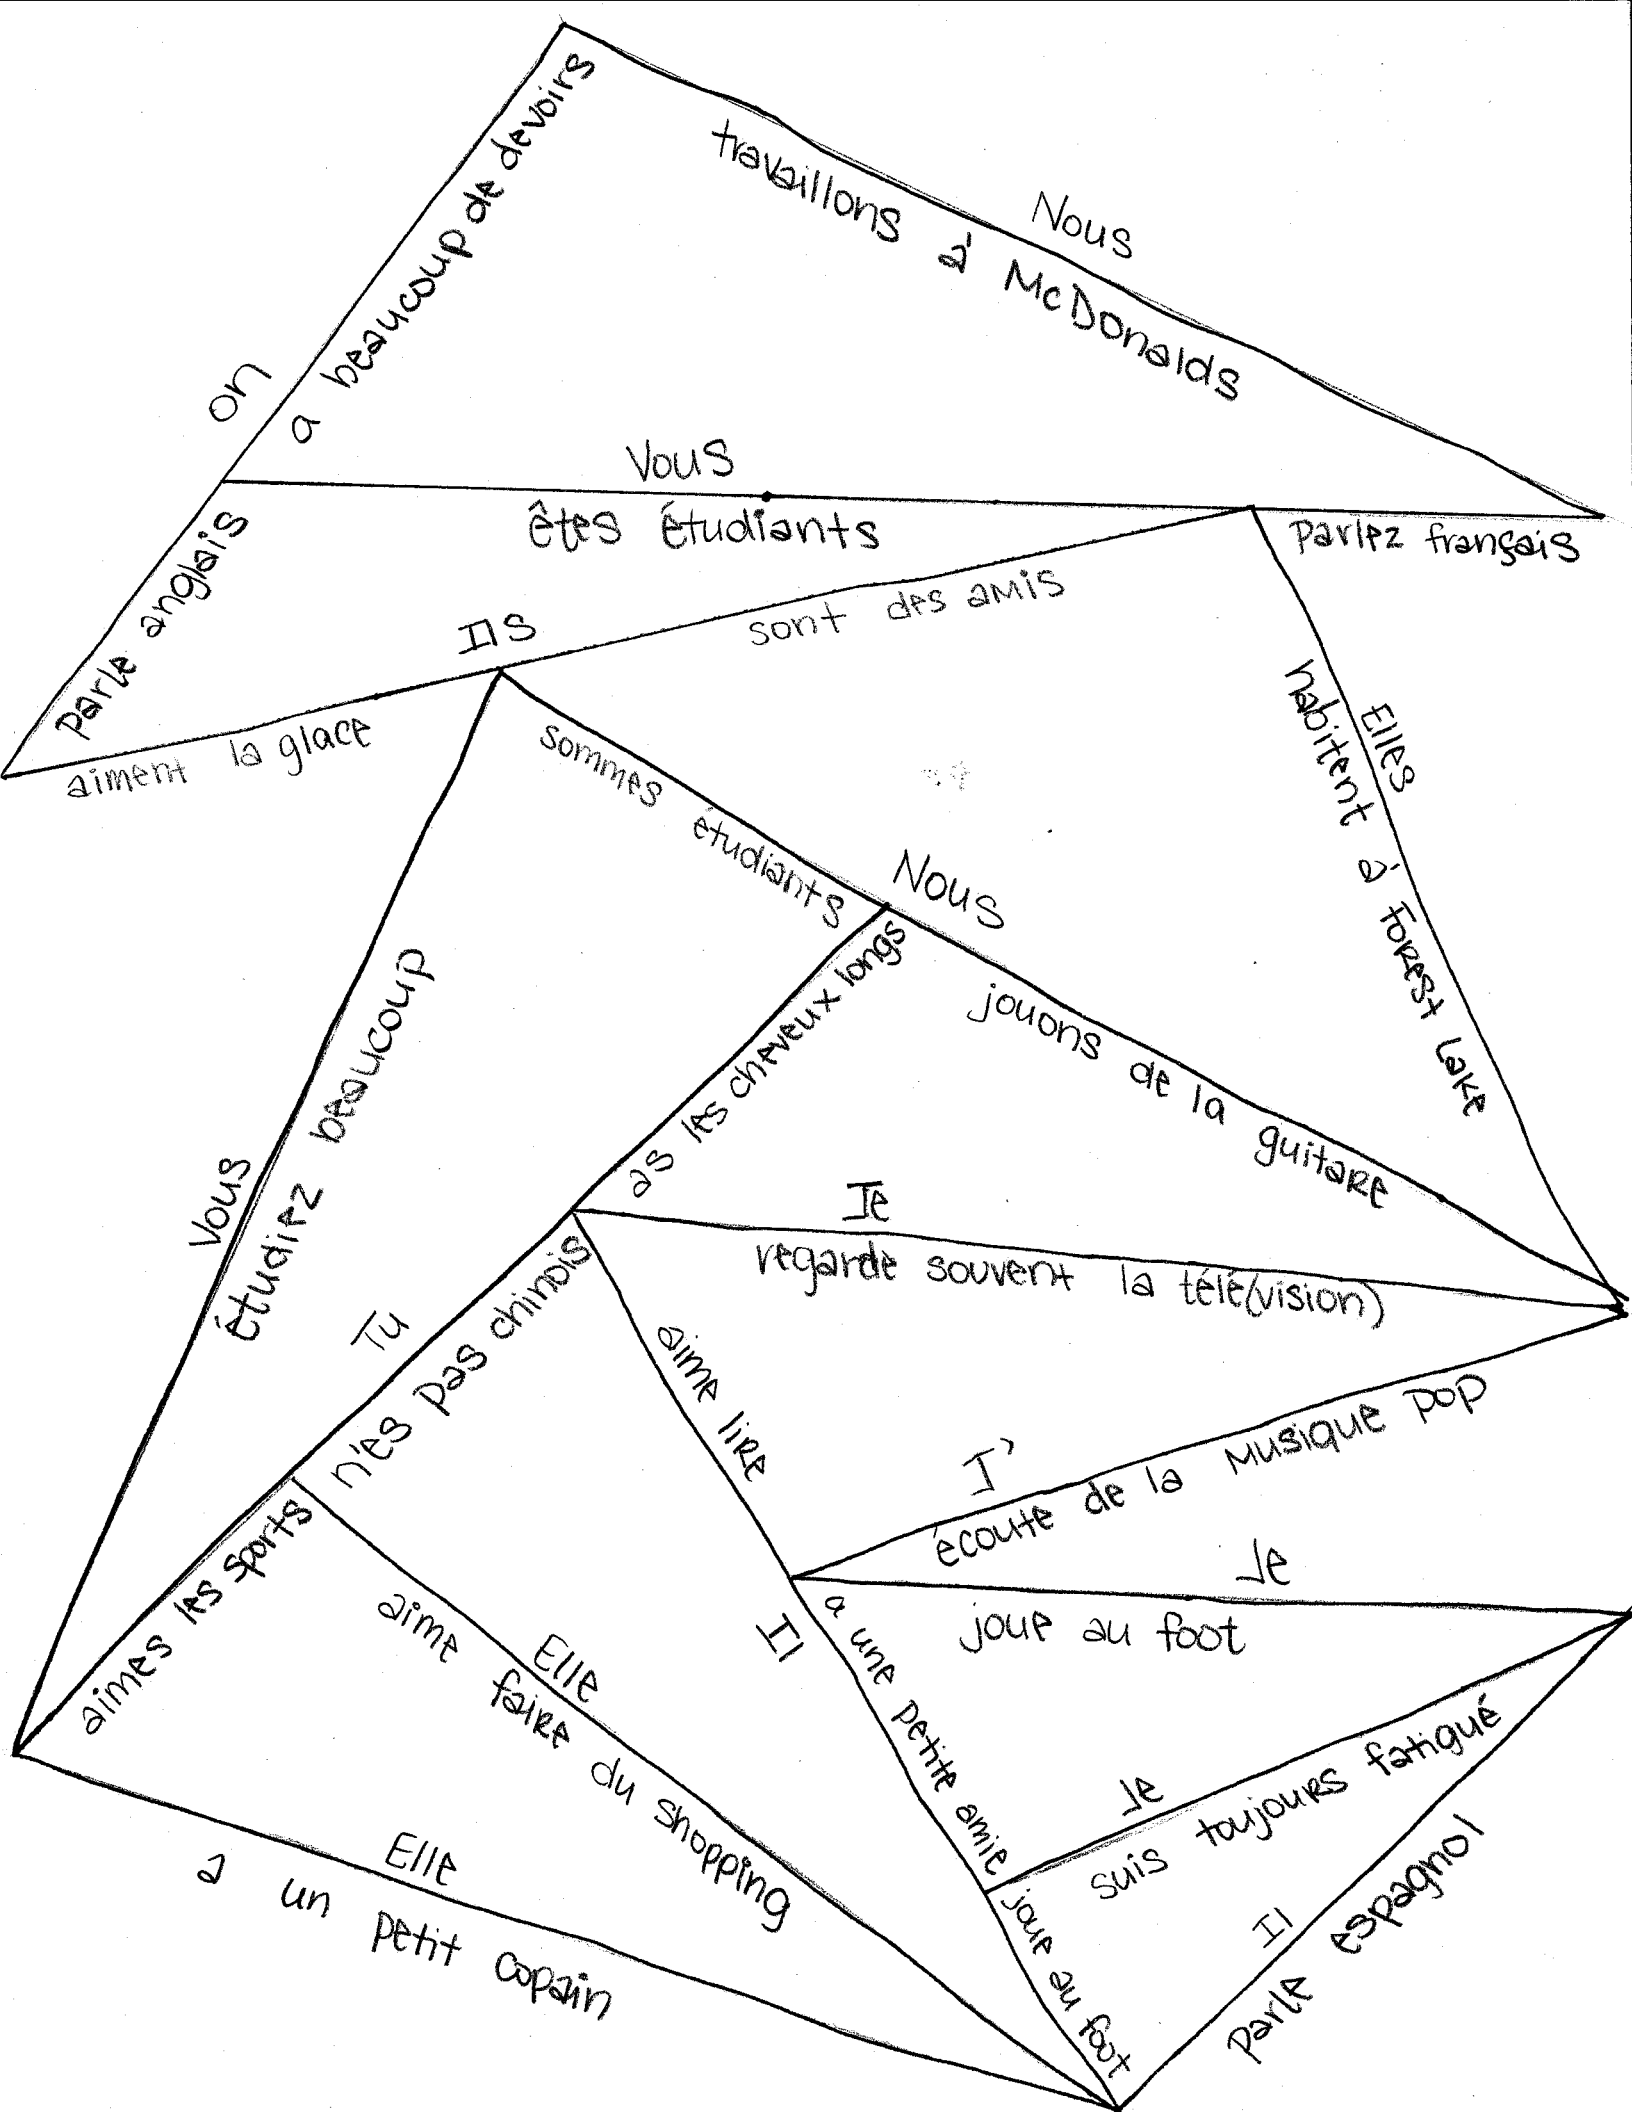 Nous
travaillons à McDonalds
on
a beaucoup de devoirs
Parle anglais
Vous
êtes étudiants
Parlez français
Ils
sont des amis
aiment la glace
Elles
habitent à Forest Lake
sommes étudiants
Nous
jouons de la guitare
Vous
étudiez beaucoup
as les cheveux longs
Tu
n'es pas chinois
aimes les sports
Je
regarde souvent la télé(vision)
J'
écoute de la musique pop
aime lire
Il
a une petite amie
joue au foot
Je
joue au foot
Je
suis toujours fatigué
Il
parle espagnol
Elle
aime faire du shopping
Elle
a un petit copain